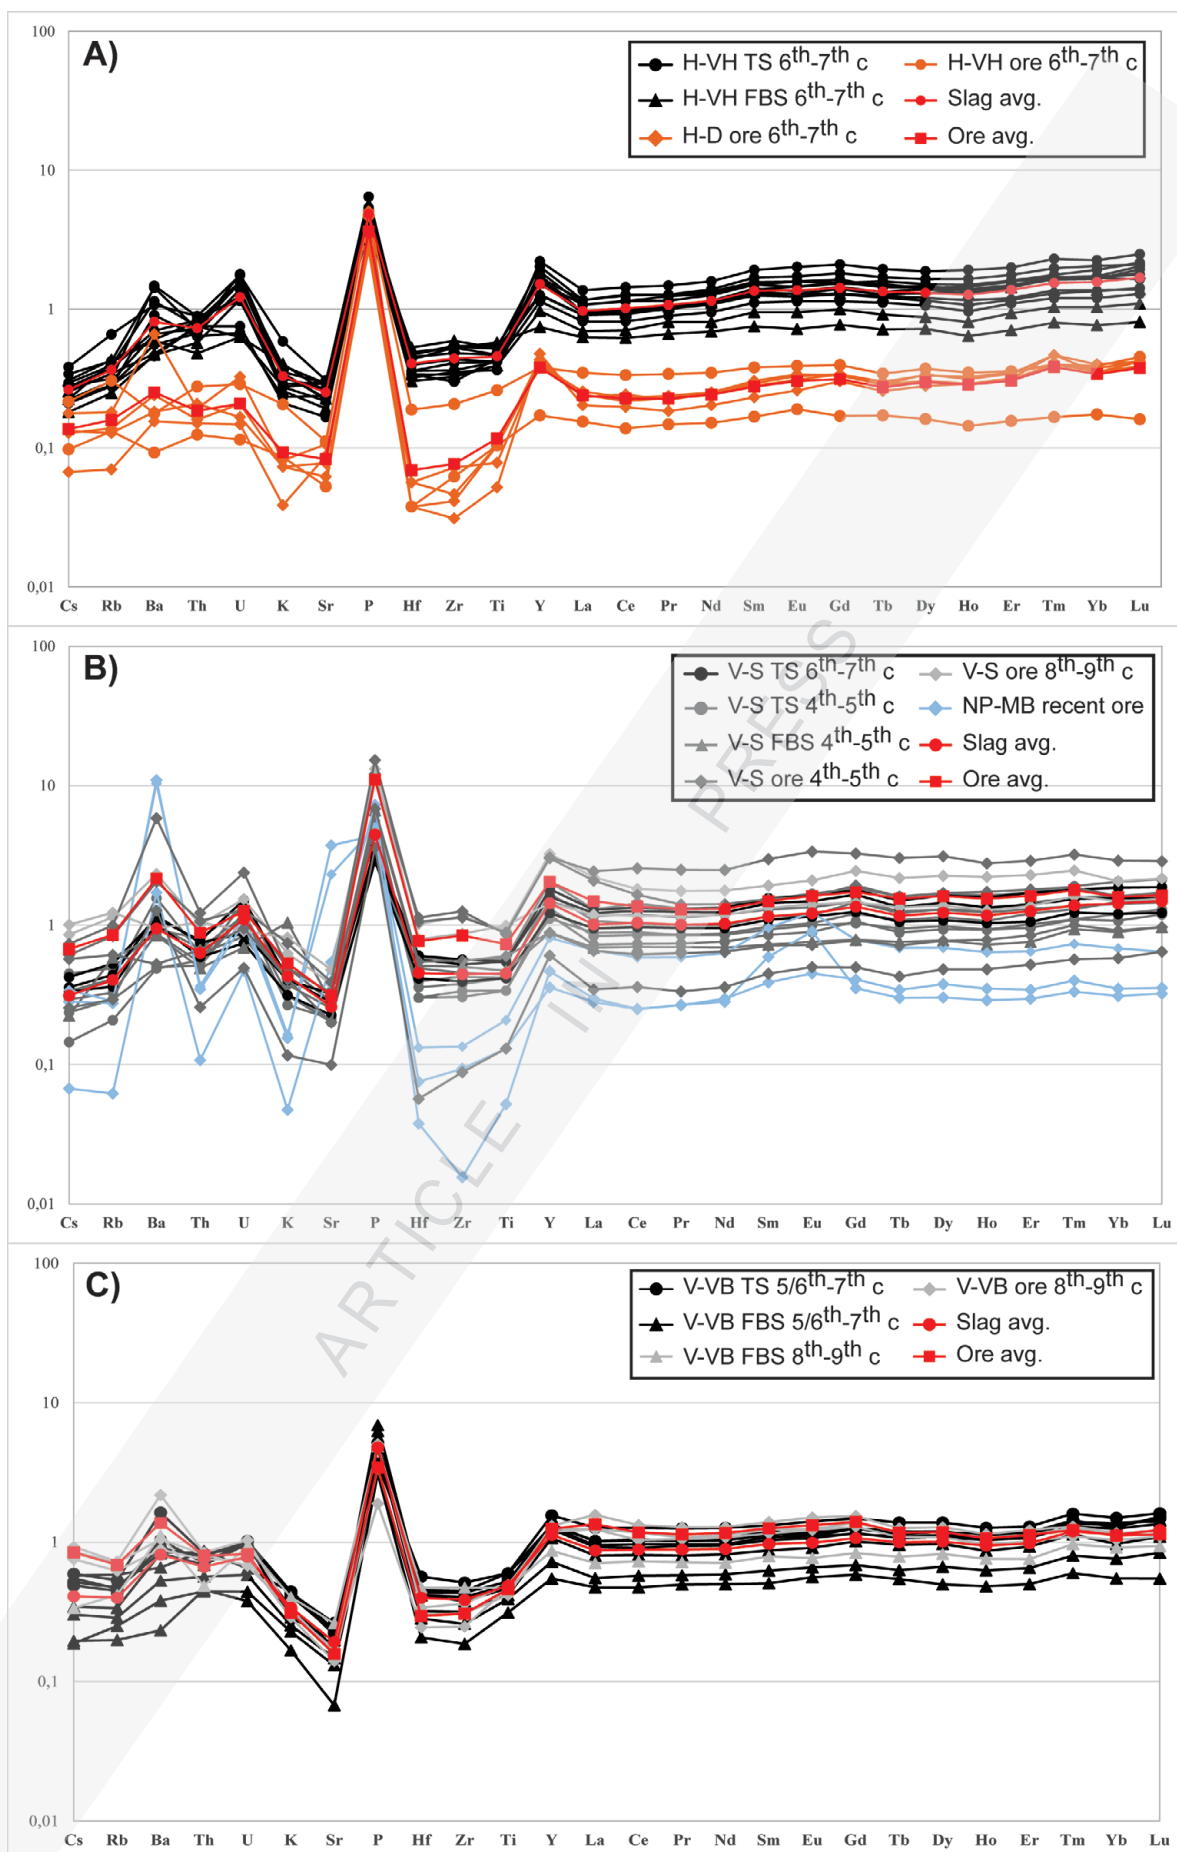 100
A)
H-VH TS 6th-7th c
H-VH ore 6th-7th c
H-VH FBS 6th-7th c
Slag avg.
H-D ore 6th-7th c
Ore avg.
10
1
0,1
0,01
Cs Rb Ba Th U K Sr P Hf Zr Ti Y La Ce Pr Nd Sm Eu Gd Tb Dy Ho Er Tm Yb Lu
100
B)
V-S TS 6th-7th c
V-S ore 8th-9th c
V-S TS 4th-5th c
NP-MB recent ore
V-S FBS 4th-5th c
Slag avg.
V-S ore 4th-5th c
Ore avg.
10
1
0,1
0,01
Cs Rb Ba Th U K Sr P Hf Zr Ti Y La Ce Pr Nd Sm Eu Gd Tb Dy Ho Er Tm Yb Lu
100
C)
V-VB TS 5/6th-7th c
V-VB ore 8th-9th c
V-VB FBS 5/6th-7th c
Slag avg.
V-VB FBS 8th-9th c
Ore avg.
10
1
0,1
0,01
Cs Rb Ba Th U K Sr P Hf Zr Ti Y La Ce Pr Nd Sm Eu Gd Tb Dy Ho Er Tm Yb Lu
ARTICLE IN PRESS